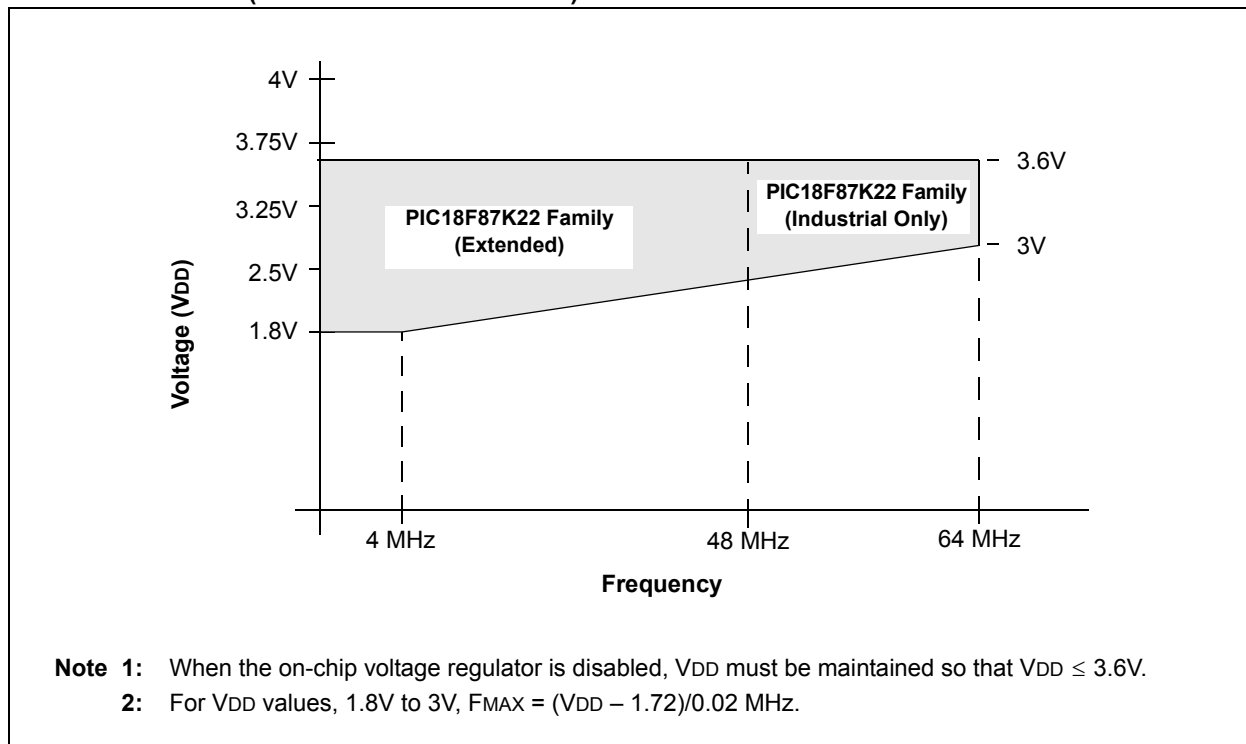 4V
3.75V
3.6V
PIC18F87K22 Family
(Industrial Only)
3.25V
PIC18F87K22 Family
(Extended)
3V
2.5V
1.8V
Voltage (VDD)
4 MHz
48 MHz
64 MHz
Frequency
Note 1: When the on-chip voltage regulator is disabled, VDD must be maintained so that VDD ≤ 3.6V.
2: For VDD values, 1.8V to 3V, FMAX = (VDD – 1.72)/0.02 MHz.